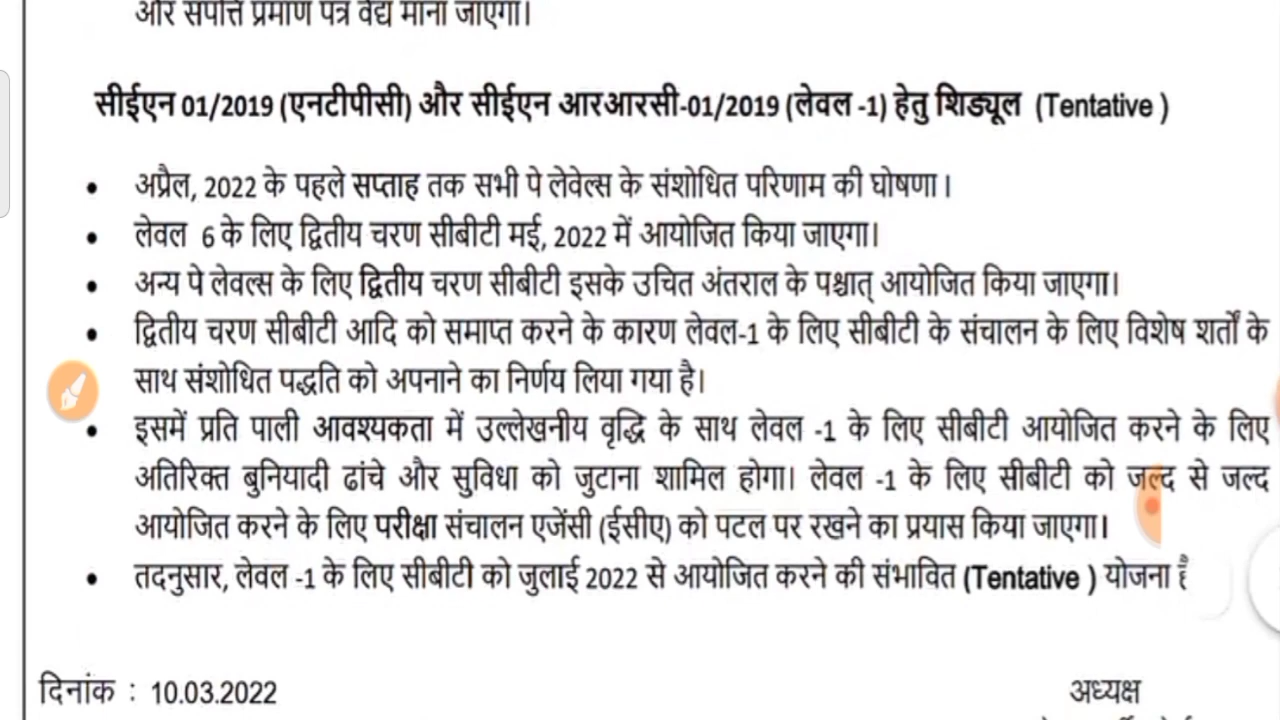 और संपत्ति प्रमाण पत्र वैद्य माना जाएगा।
सीईएन 01/2019 (एनटीपीसी) और सीईएन आरआरसी-01/2019 (लेवल -1) हेतु शिड्यूल (Tentative )
• अप्रैल, 2022 के पहले सप्ताह तक सभी पे लेवेल्स के संशोधित परिणाम की घोषणा।
• लेवल 6 के लिए द्वितीय चरण सीबीटी मई, 2022 में आयोजित किया जाएगा।
• अन्य पे लेवल्स के लिए द्वितीय चरण सीबीटी इसके उचित अंतराल के पश्चात् आयोजित किया जाएगा।
• द्वितीय चरण सीबीटी आदि को समाप्त करने के कारण लेवल-1 के लिए सीबीटी के संचालन के लिए विशेष शर्तों के
साथ संशोधित पद्धति को अपनाने का निर्णय लिया गया है।
• इसमें प्रति पाली आवश्यकता में उल्लेखनीय वृद्धि के साथ लेवल -1 के लिए सीबीटी आयोजित करने के लिए
अतिरिक्त बुनियादी ढांचे और सुविधा को जुटाना शामिल होगा। लेवल -1 के लिए सीबीटी को जल्द से जल्द
आयोजित करने के लिए परीक्षा संचालन एजेंसी (ईसीए) को पटल पर रखने का प्रयास किया जाएगा।
• तदनुसार, लेवल -1 के लिए सीबीटी को जुलाई 2022 से आयोजित करने की संभावित (Tentative ) योजना है
दिनांक : 10.03.2022
अध्यक्ष